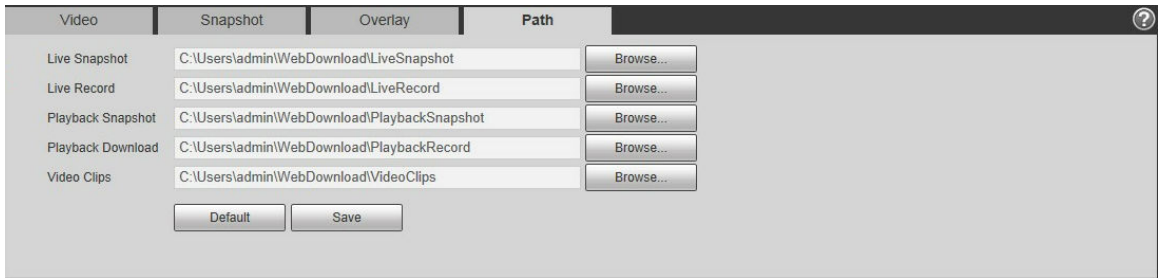 Video Snapshot Overlay Path ?
Live Snapshot C:\Users\admin\WebDownload\LiveSnapshot Browse...
Live Record C:\Users\admin\WebDownload\LiveRecord Browse...
Playback Snapshot C:\Users\admin\WebDownload\PlaybackSnapshot Browse...
Playback Download C:\Users\admin\WebDownload\PlaybackRecord Browse...
Video Clips C:\Users\admin\WebDownload\VideoClips Browse...
Default Save